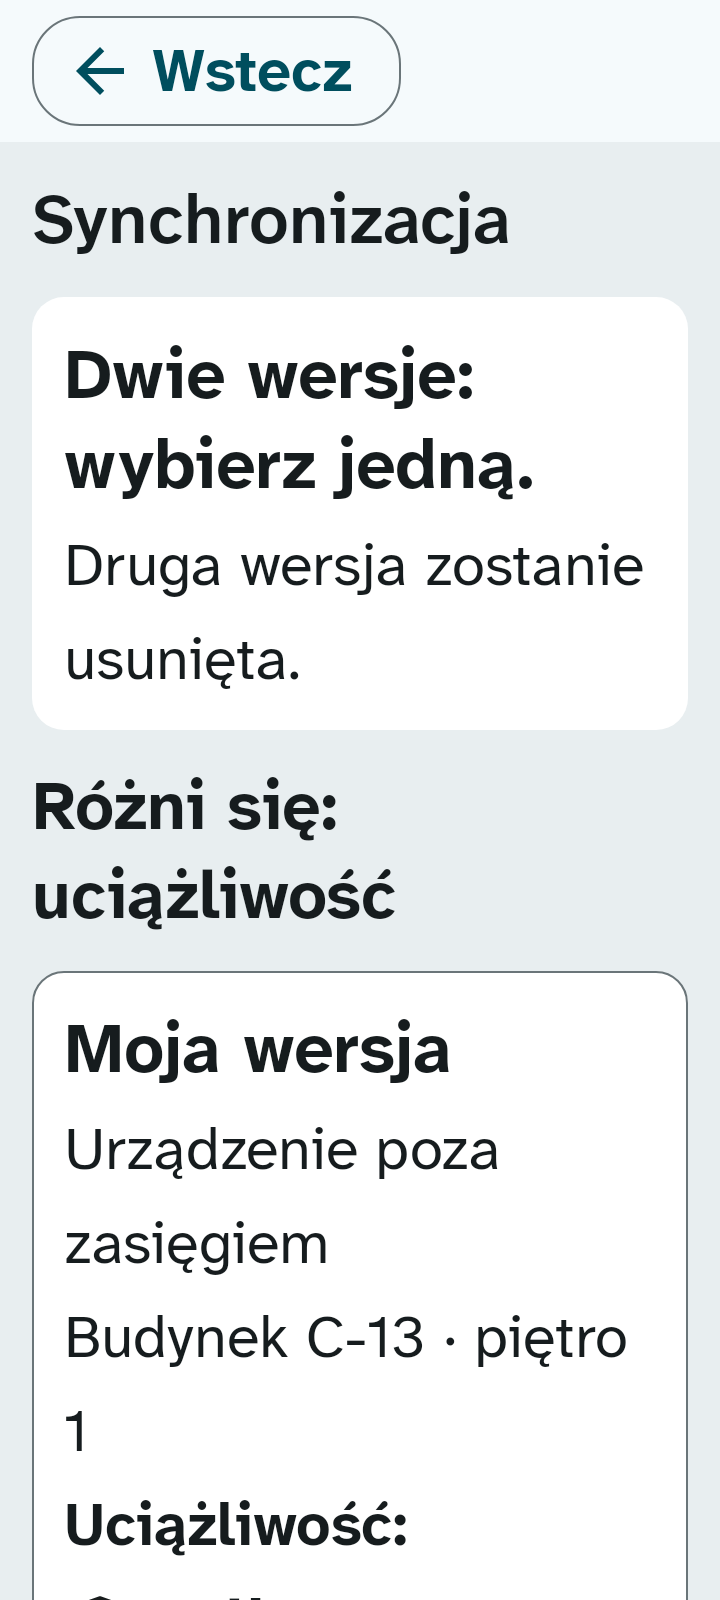 Wstecz
Synchronizacja
Dwie wersje:
wybierz jedną.
Druga wersja zostanie
usunięta.
Różni się:
uciążliwość
Moja wersja
Urządzenie poza
zasięgiem
Budynek C-13 · piętro
1
Uciążliwość: